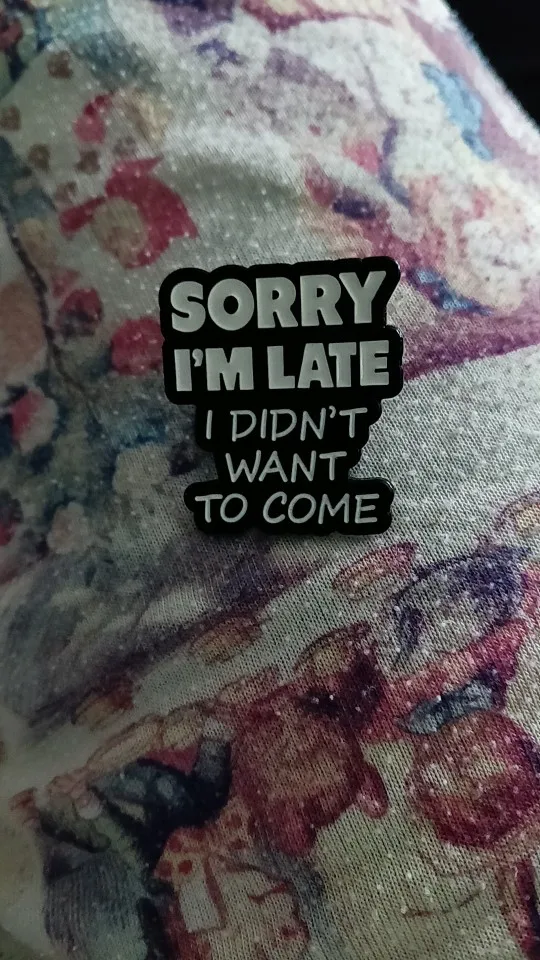 SORRY
I'M LATE
I DIDN'T
WANT
TO COME